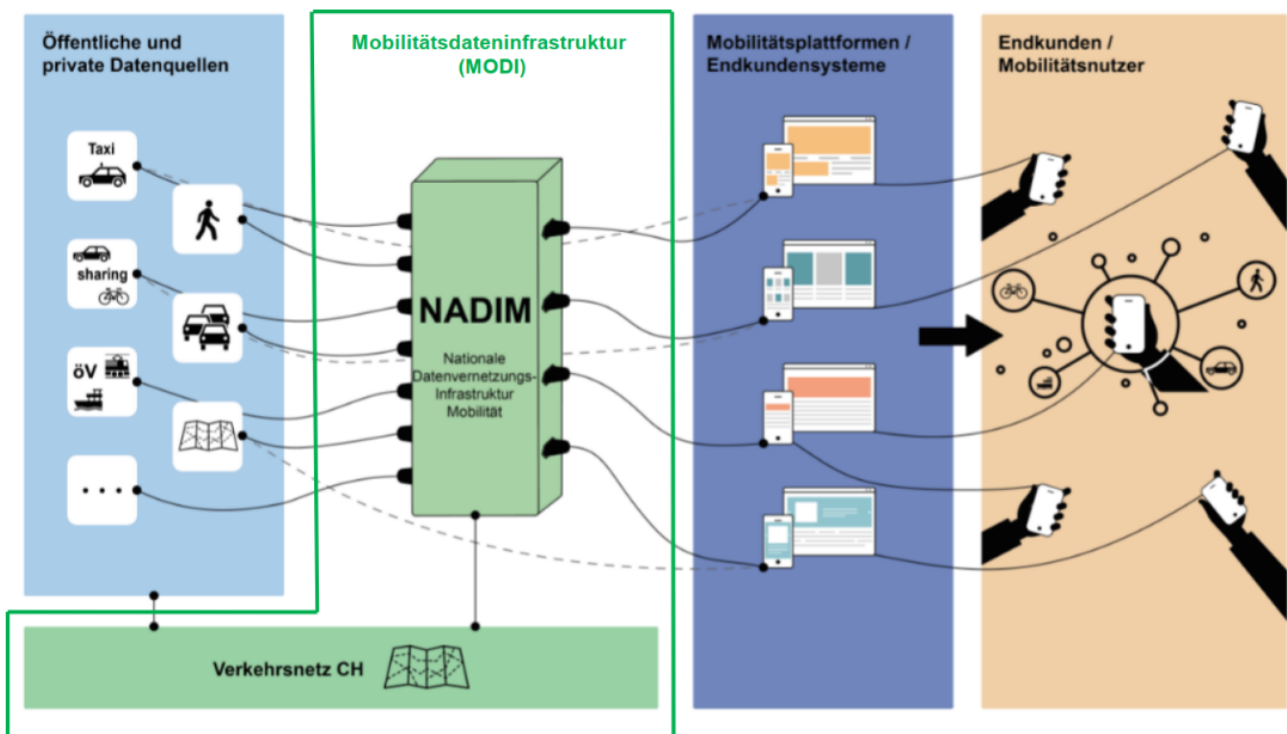 Öffentliche und
private Datenquellen
Taxi
sharing
öV
...
Mobilitätsdateninfrastruktur
(MODI)
NADIM
Nationale
Datenvernetzungs-
Infrastruktur
Mobilität
Verkehrsnetz CH
Mobilitätsplattformen /
Endkundensysteme
Endkunden /
Mobilitätsnutzer